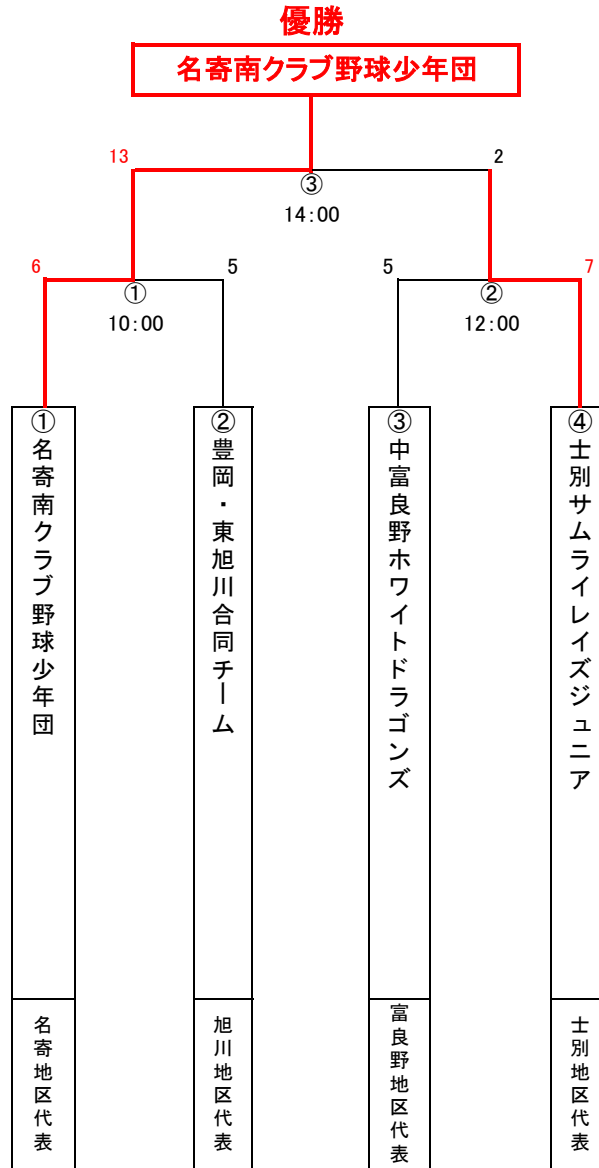 優勝
名寄南クラブ野球少年団
13
2
③
14:00
6
5
5
7
①
②
10:00
12:00
①名寄南クラブ野球少年団
②豊岡・東旭川合同チーム
③中富良野ホワイトドラゴンズ
④士別サムライレイズジュニア
名寄地区代表
旭川地区代表
富良野地区代表
士別地区代表